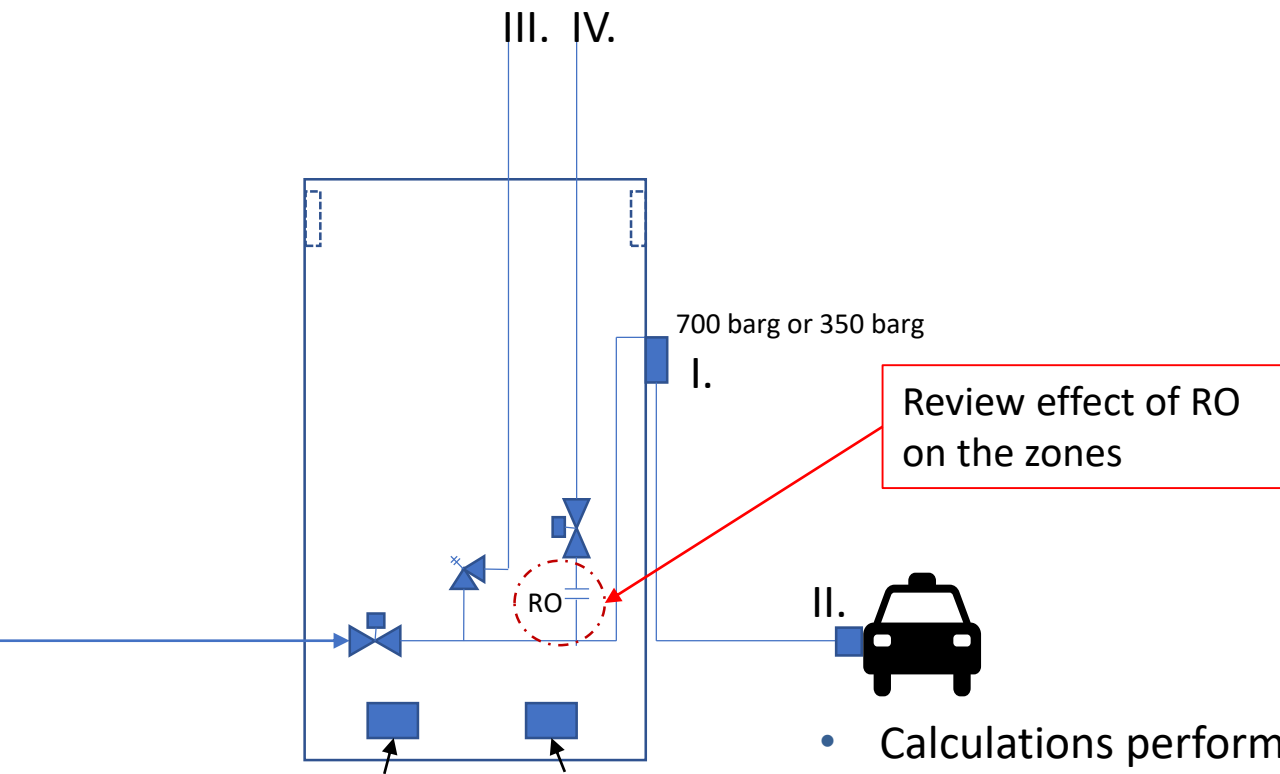 III. IV.
700 barg or 350 barg
I.
Review effect of RO
on the zones
RO
II.
• Calculations perform